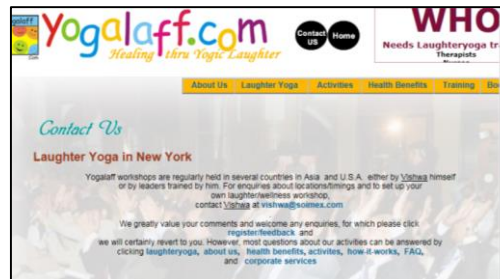 Yogalaff.com
Healing thru Yogic Laughter
Contact US
Home
WHO
Needs Laughteryoga tr
Therapists
About Us Laughter Yoga Activities Health Benefits Training Bo
Contact Us
Laughter Yoga in New York
Yogalaff workshops are regularly held in several countries in Asia and U.S.A. either by Vishwa himself
or by leaders trained by him. For enquiries about locations/timings and to set up your
own laughter/wellness workshop,
contact Vishwa at vishwa@soimex.com
We greatly value your comments and welcome any enquiries, for which please click
register/feedback and
we will certainly revert to you. However, most questions about our activities can be answered by
clicking laughteryoga, about us, health benefits, activites, how-it-works, FAQ,
and corporate services